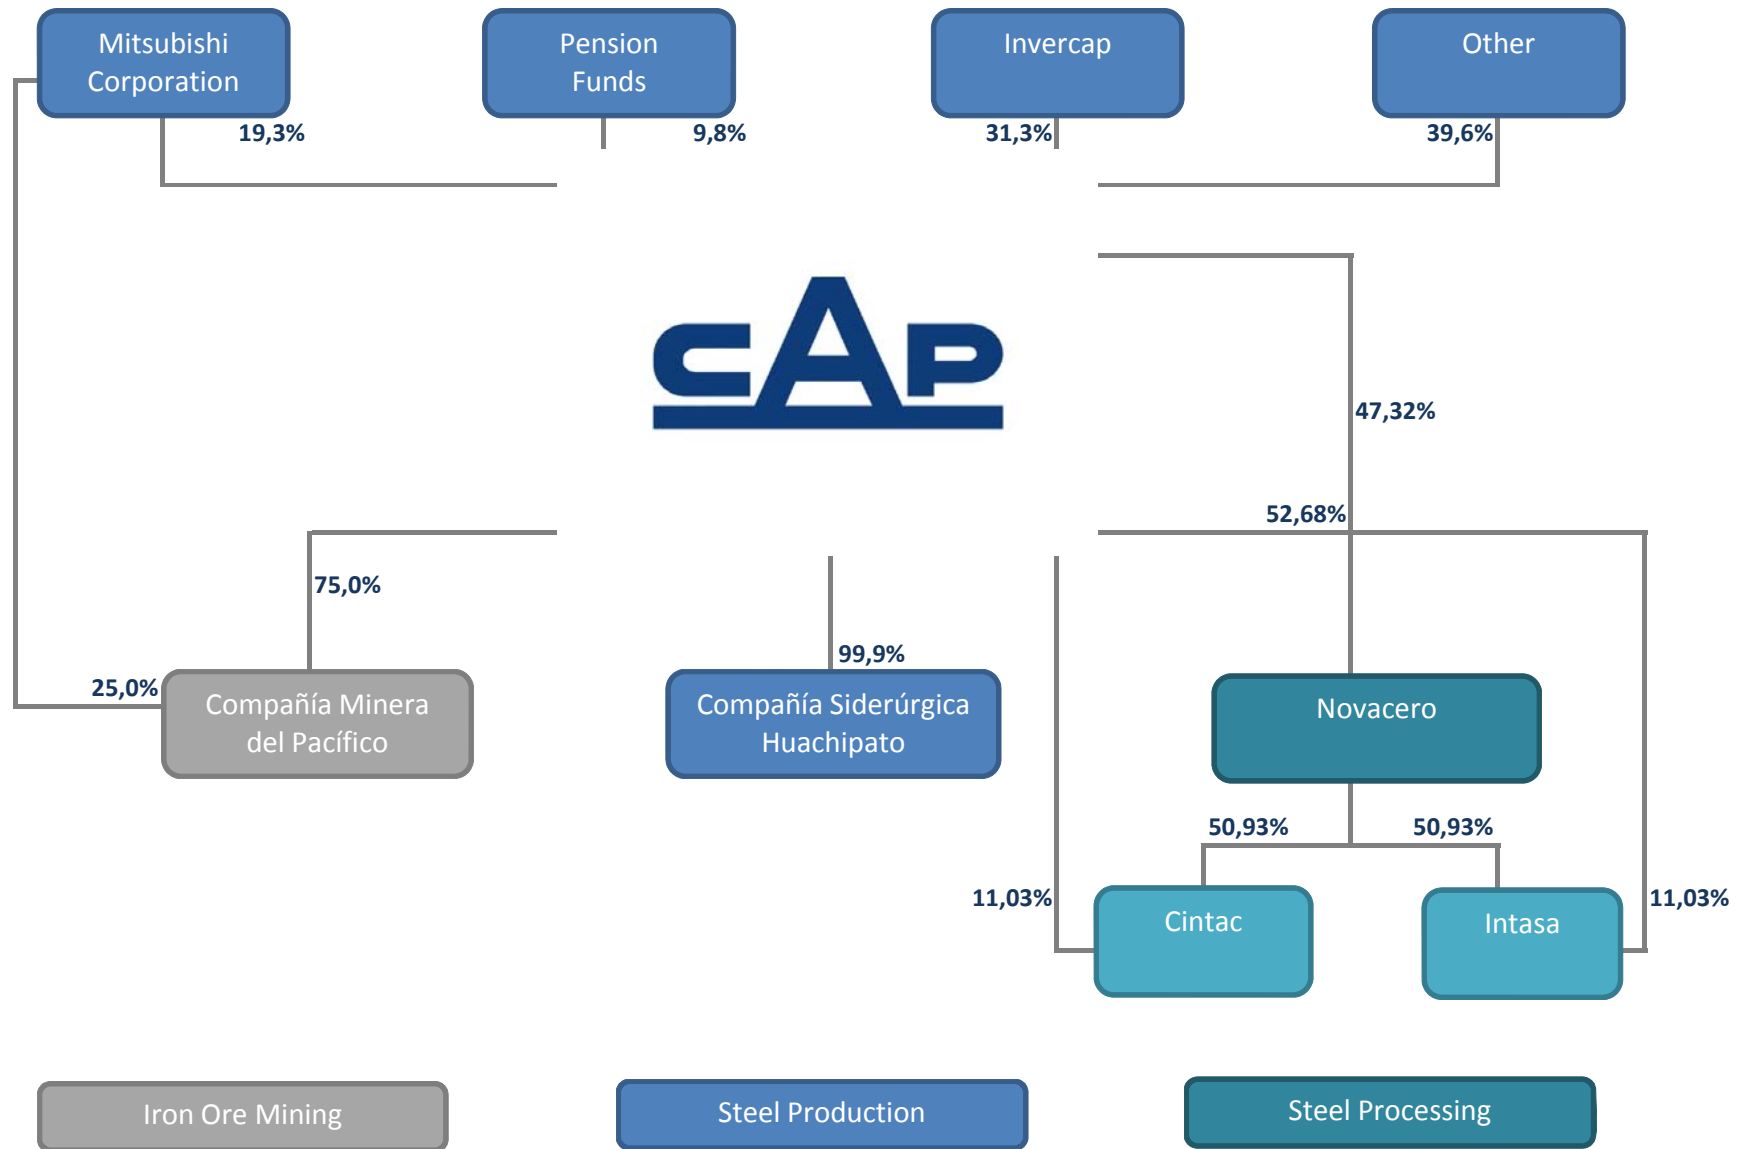 Mitsubishi
Corporation
Pension
Funds
Invercap
Other
19,3%
9,8%
31,3%
39,6%
CAP
47,32%
52,68%
75,0%
99,9%
25,0%
Compañía Minera
del Pacífico
Compañía Siderúrgica
Huachipato
Novacero
50,93%
50,93%
11,03%
Cintac
Intasa
11,03%
Iron Ore Mining
Steel Production
Steel Processing